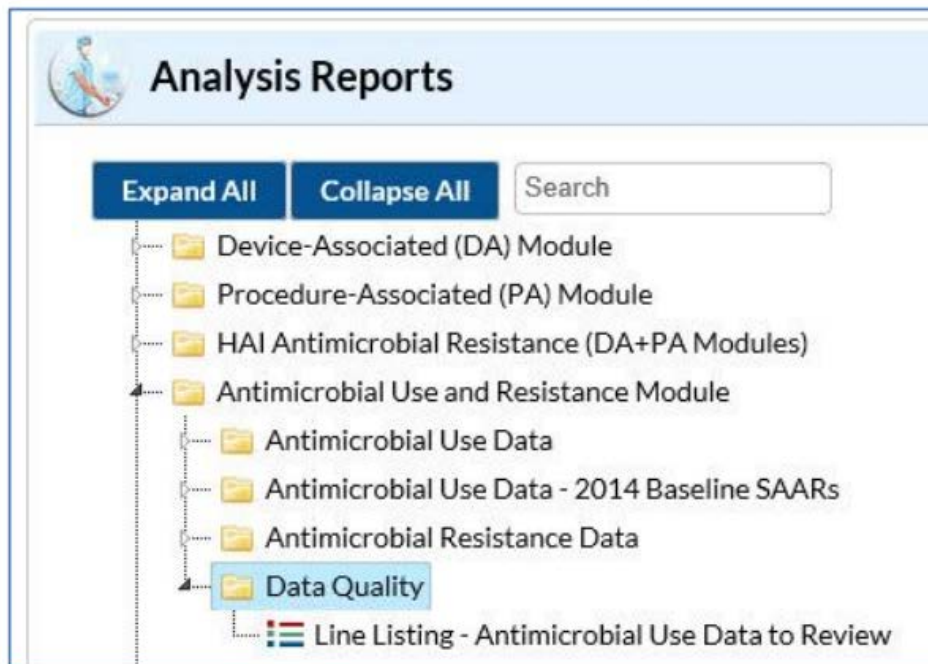 Analysis Reports
Expand All Collapse All Search
Device-Associated (DA) Module
Procedure-Associated (PA) Module
HAI Antimicrobial Resistance (DA+PA Modules)
Antimicrobial Use and Resistance Module
Antimicrobial Use Data
Antimicrobial Use Data - 2014 Baseline SAARs
Antimicrobial Resistance Data
Data Quality
Line Listing - Antimicrobial Use Data to Review